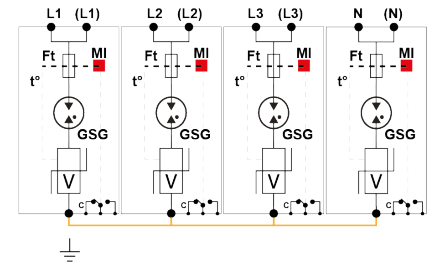 L1 (L1) L2 (L2) L3 (L3) N (N)
Ft MI Ft MI Ft MI Ft MI
t° t° t° t°
GSG GSG GSG GSG
V V V V
C C C C